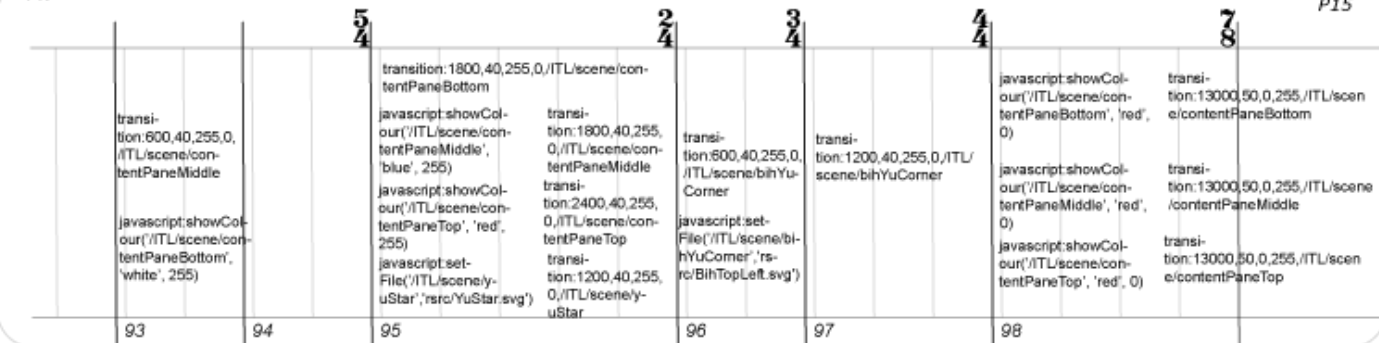 P15
5
4
2
4
3
4
4
4
7
8
transi-
tion:600,40,255,0,
/ITL/scene/con-
tentPaneMiddle
javascript:showCol-
our('/ITL/scene/con-
tentPaneBottom',
'white', 255)
transition:1800,40,255,0,/ITL/scene/con-
tentPaneBottom
javascript:showCol-
our('/ITL/scene/con-
tentPaneMiddle',
'blue', 255)
transi-
tion:1800,40,255,
0,/ITL/scene/con-
tentPaneMiddle
javascript:showCol-
our('/ITL/scene/con-
tentPaneTop', 'red',
255)
transi-
tion:2400,40,255,
0,/ITL/scene/con-
tentPaneTop
javascript:set-
File('/ITL/scene/y-
uStar','rsrc/YuStar.svg')
transi-
tion:1200,40,255,
0,/ITL/scene/y-
uStar
transi-
tion:600,40,255,0,
/ITL/scene/bihYu-
Corner
javascript:set-
File('/ITL/scene/bi-
hYuCorner','rs-
rc/BihTopLeft.svg')
transi-
tion:1200,40,255,0,/ITL/
scene/bihYuCorner
javascript:showCol-
our('/ITL/scene/con-
tentPaneBottom', 'red',
0)
transi-
tion:13000,50,0,255,/ITL/scen
e/contentPaneBottom
javascript:showCol-
our('/ITL/scene/con-
tentPaneMiddle', 'red',
0)
transi-
tion:13000,50,0,255,/ITL/scene
/contentPaneMiddle
javascript:showCol-
our('/ITL/scene/con-
tentPaneTop', 'red', 0)
transi-
tion:13000,50,0,255,/ITL/scen
e/contentPaneTop
93
94
95
96
97
98